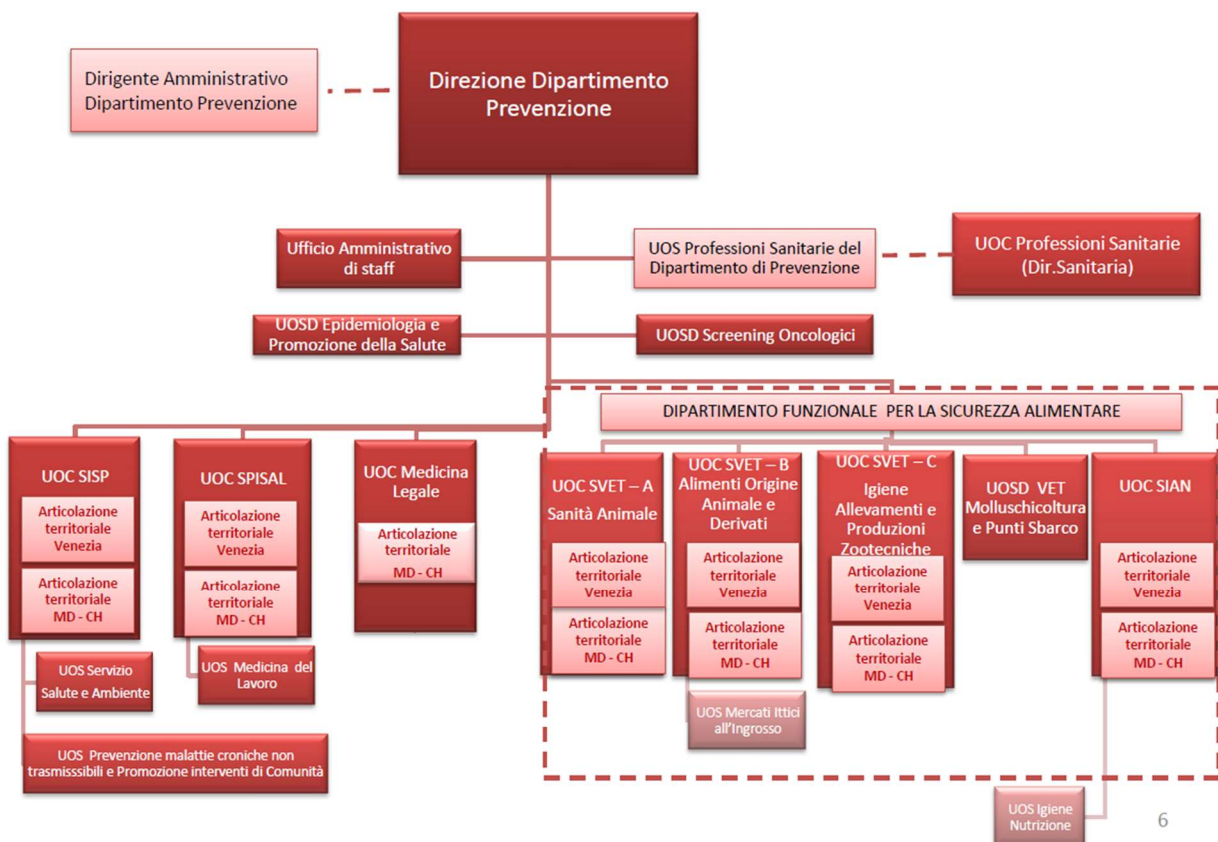 Dirigente Amministrativo
Dipartimento Prevenzione
Direzione Dipartimento
Prevenzione
Ufficio Amministrativo
di staff
UOS Professioni Sanitarie del
Dipartimento di Prevenzione
UOC Professioni Sanitarie
(Dir.Sanitaria)
UOSD Epidemiologia e
Promozione della Salute
UOSD Screening Oncologici
DIPARTIMENTO FUNZIONALE PER LA SICUREZZA ALIMENTARE
UOC SISP
Articolazione
territoriale
Venezia
Articolazione
territoriale
MD - CH
UOS Servizio
Salute e Ambiente
UOS Prevenzione malattie croniche non
trasmisssibili e Promozione interventi di Comunità
UOC SPISAL
Articolazione
territoriale
Venezia
Articolazione
territoriale
MD - CH
UOS Medicina del
Lavoro
UOC Medicina
Legale
Articolazione
territoriale
MD - CH
UOC SVET – A
Sanità Animale
Articolazione
territoriale
Venezia
Articolazione
territoriale
MD - CH
UOC SVET – B
Alimenti Origine
Animale e
Derivati
Articolazione
territoriale
Venezia
Articolazione
territoriale
MD - CH
UOS Mercati Ittici
all'Ingrosso
UOC SVET – C
Igiene
Allevamenti e
Produzioni
Zootecniche
Articolazione
territoriale
Venezia
Articolazione
territoriale
MD - CH
UOSD VET
Molluschicoltura
e Punti Sbarco
UOC SIAN
Articolazione
territoriale
Venezia
Articolazione
territoriale
MD - CH
UOS Igiene
Nutrizione
6